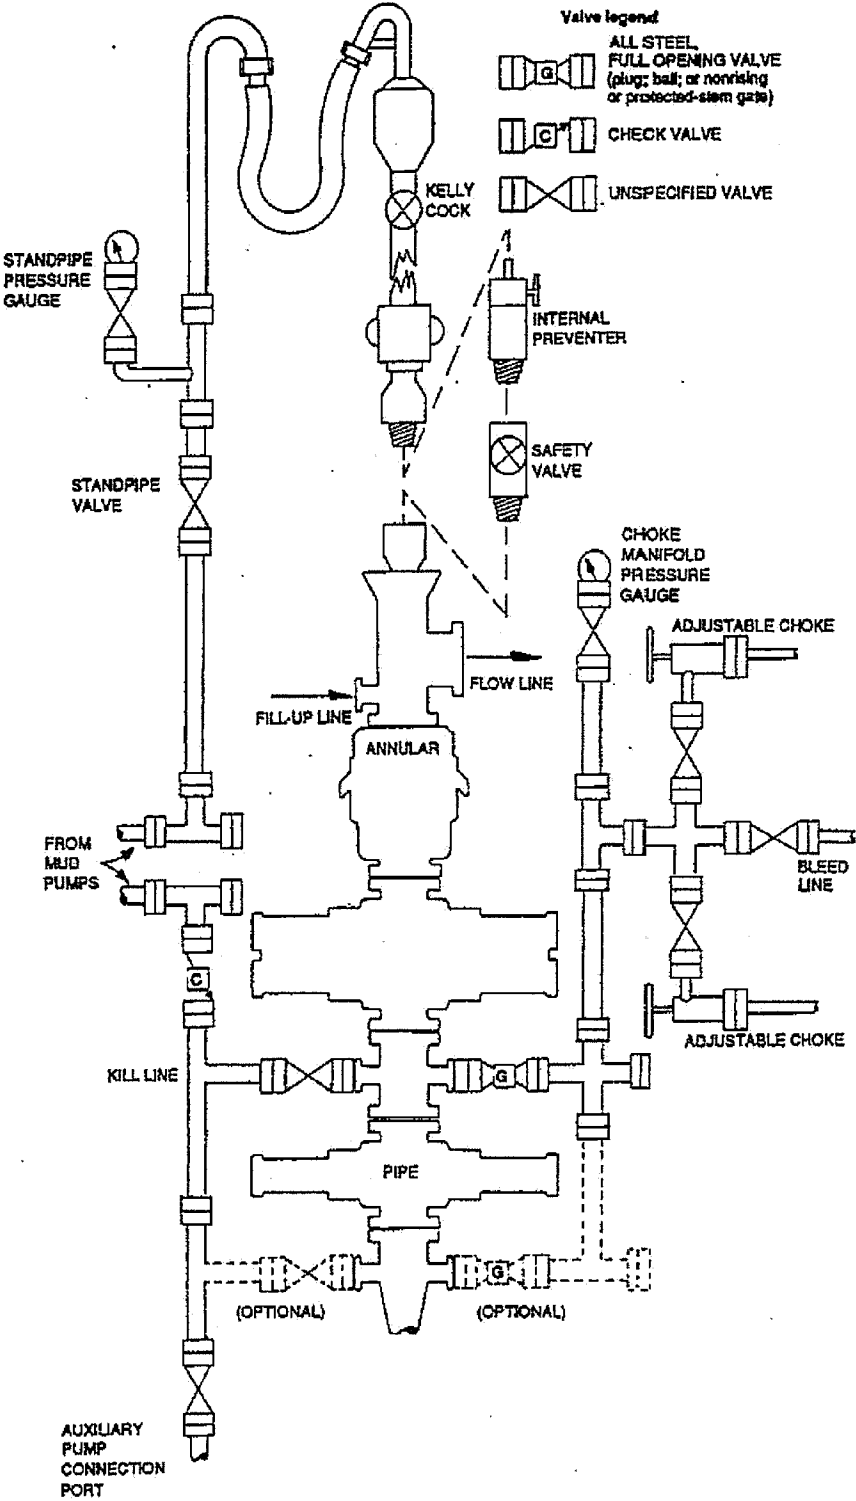 Valve legend
ALL STEEL,
FULL OPENING VALVE
(plug; ball; or nonrising
or protected-stem gate)
G
C
CHECK VALVE
UNSPECIFIED VALVE
KELLY
COCK
STANDPIPE
PRESSURE
GAUGE
INTERNAL
PREVENTER
SAFETY
VALVE
STANDPIPE
VALVE
CHOKE
MANIFOLD
PRESSURE
GAUGE
ADJUSTABLE CHOKE
FLOW LINE
FILL-UP LINE
ANNULAR
FROM
MUD
PUMPS
BLEED
LINE
C
ADJUSTABLE CHOKE
KILL LINE
G
PIPE
G
(OPTIONAL)
(OPTIONAL)
AUXILIARY
PUMP
CONNECTION
PORT